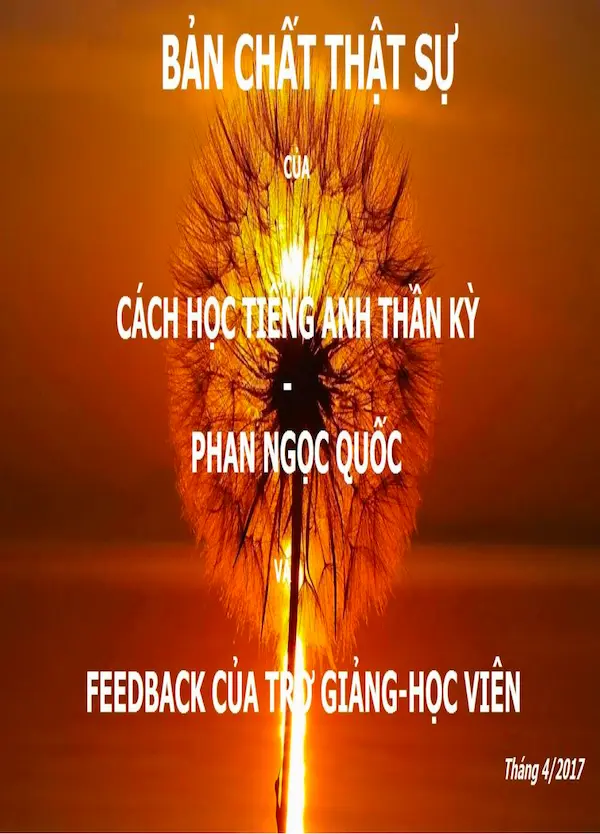 BẢN CHẤT THẬT SỰ
CỦA
CÁCH HỌC TIẾNG ANH THẦN KỲ
-
PHAN NGỌC QUỐC
VÀ
FEEDBACK CỦA TRỢ GIẢNG-HỌC VIÊN
Tháng 4/2017